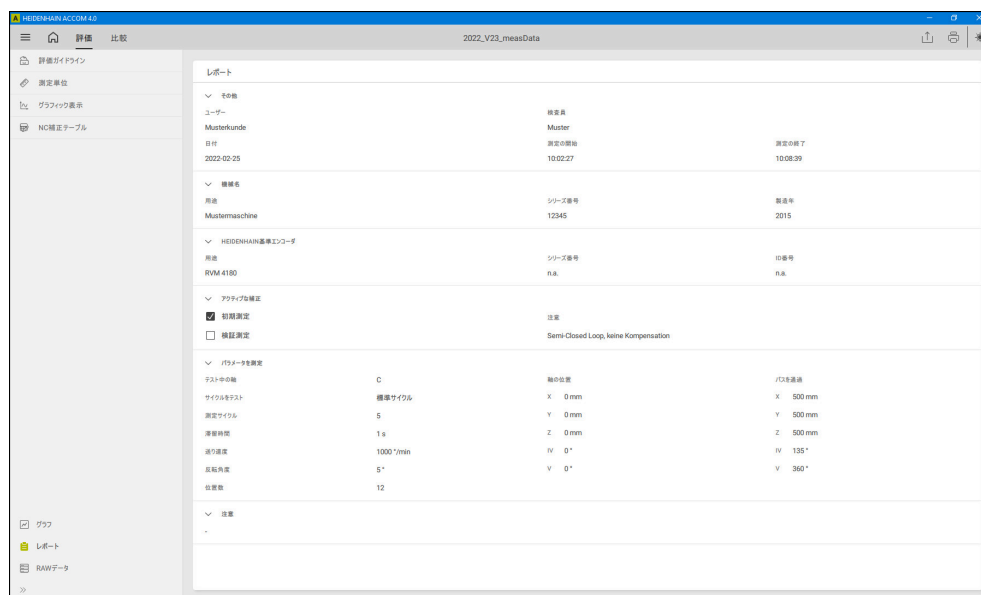 HEIDENHAIN ACCOM 4.0
評価 比較 2022_V23_measData
評価ガイドライン
測定単位
グラフィック表示
NC補正テーブル
レポート
その他
ユーザー 検査員
Musterkunde Muster
日付 測定の開始 測定の終了
2022-02-25 10:02:27 10:08:39
機械名
用途 シリーズ番号 製造年
Mustermaschine 12345 2015
HEIDENHAIN基準エンコーダ
用途 シリーズ番号 ID番号
RVM 4180 n.a. n.a.
アクティブな補正
初期測定 注意
検証測定 Semi-Closed Loop, keine Kompensation
パラメータを測定
テスト中の軸 C 軸の位置 パスを通過
サイクルをテスト 標準サイクル X 0 mm X 500 mm
測定サイクル 5 Y 0 mm Y 500 mm
滞留時間 1 s Z 0 mm Z 500 mm
送り速度 1000 °/min IV 0 ° IV 135 °
反転角度 5 ° V 0 ° V 360 °
位置数 12
注意
-
グラフ
レポート
RAWデータ